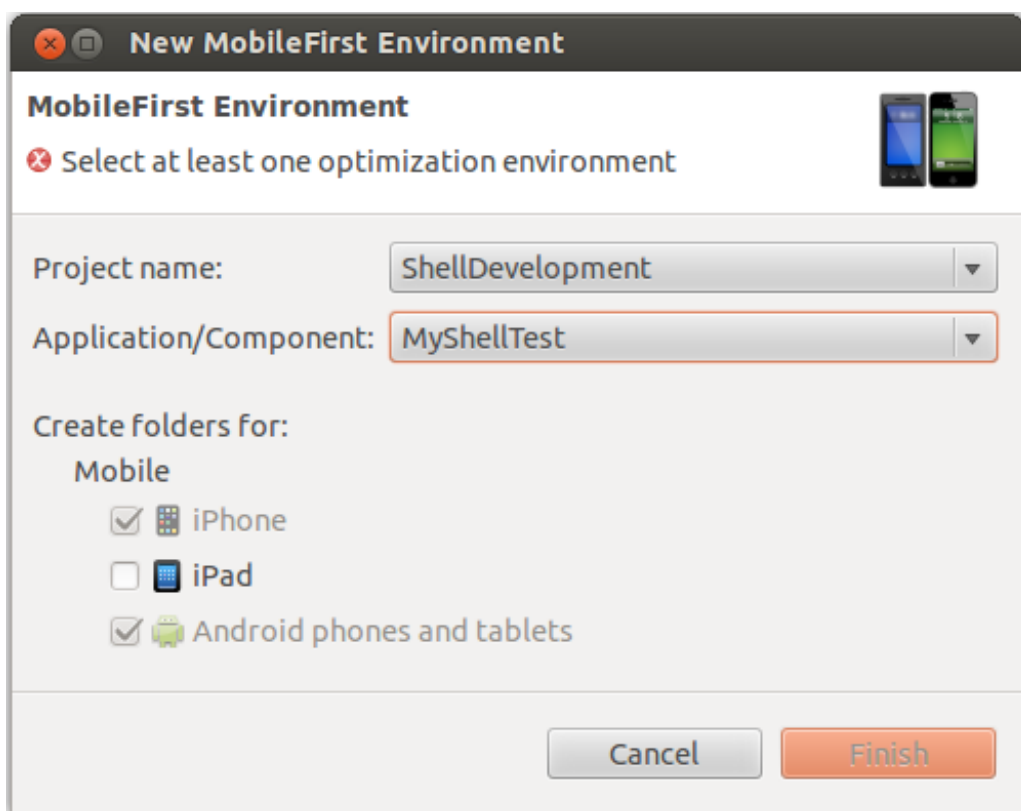 New MobileFirst Environment
MobileFirst Environment
Select at least one optimization environment
Project name: ShellDevelopment
Application/Component: MyShellTest
Create folders for:
Mobile
iPhone
iPad
Android phones and tablets
Cancel Finish